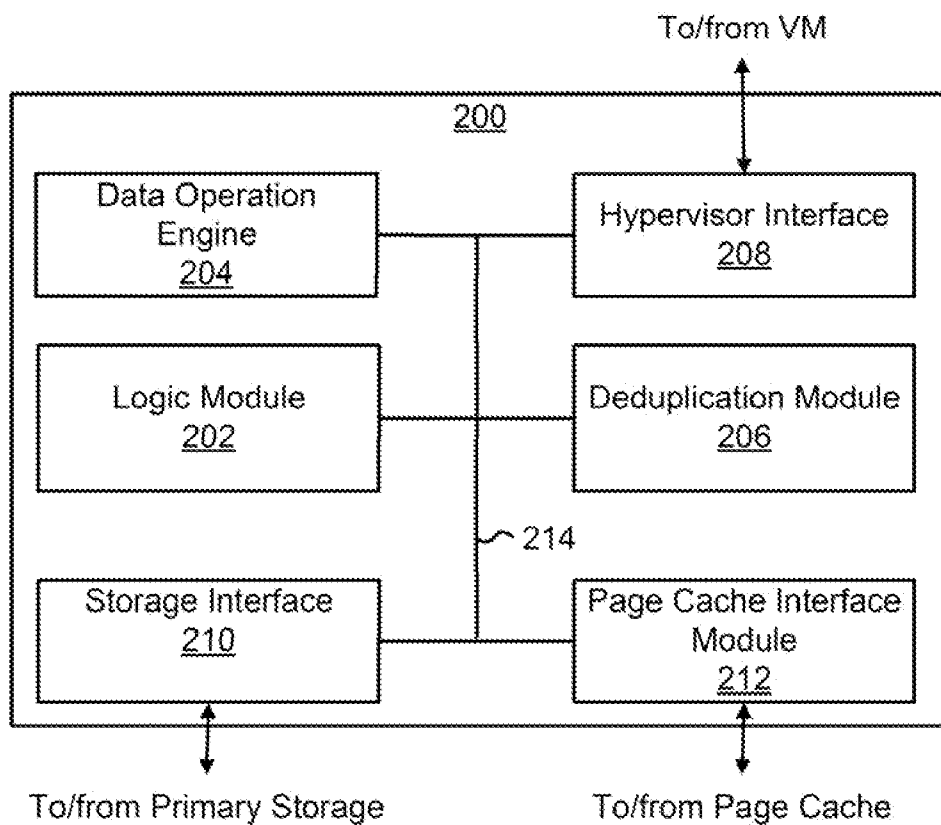 To/from VM
200
Data Operation
Engine
204
Hypervisor Interface
208
Logic Module
202
Deduplication Module
206
214
Storage Interface
210
Page Cache Interface
Module
212
To/from Primary Storage
To/from Page Cache